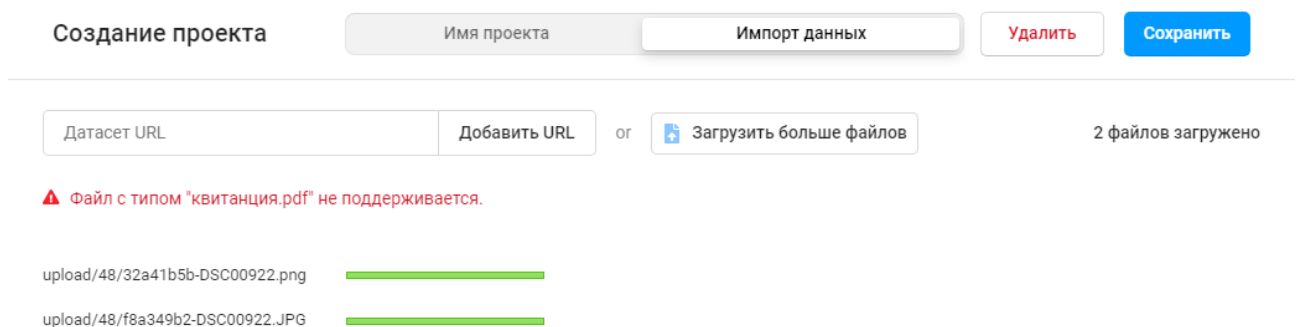 Создание проекта
Имя проекта
Импорт данных
Удалить
Сохранить
Датасет URL
Добавить URL
or
Загрузить больше файлов
2 файлов загружено
Файл с типом "квитанция.pdf" не поддерживается.
upload/48/32a41b5b-DSC00922.png
upload/48/f8a349b2-DSC00922.JPG